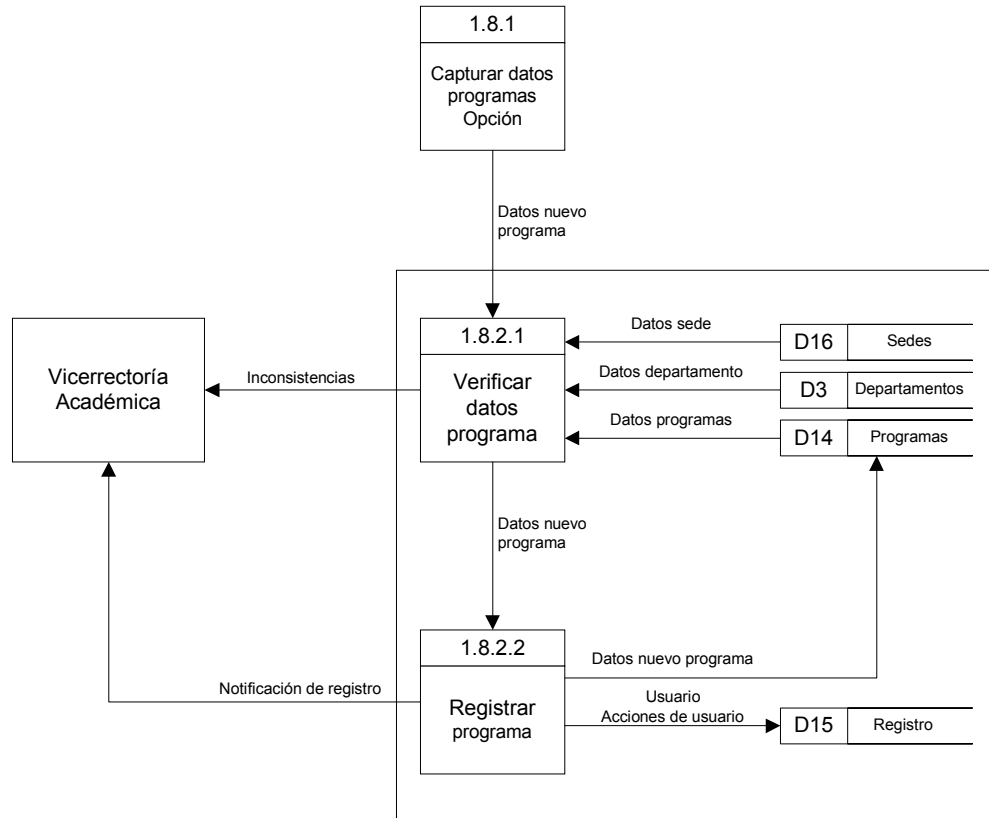 1.8.1
Capturar datos
programas
Opción
Datos nuevo
programa
1.8.2.1
Verificar
datos
programa
Vicerrectoría
Académica
Inconsistencias
Datos sede
D16
Sedes
Datos departamento
D3
Departamentos
Datos programas
D14
Programas
Datos nuevo
programa
1.8.2.2
Registrar
programa
Notificación de registro
Datos nuevo programa
Usuario
Acciones de usuario
D15
Registro